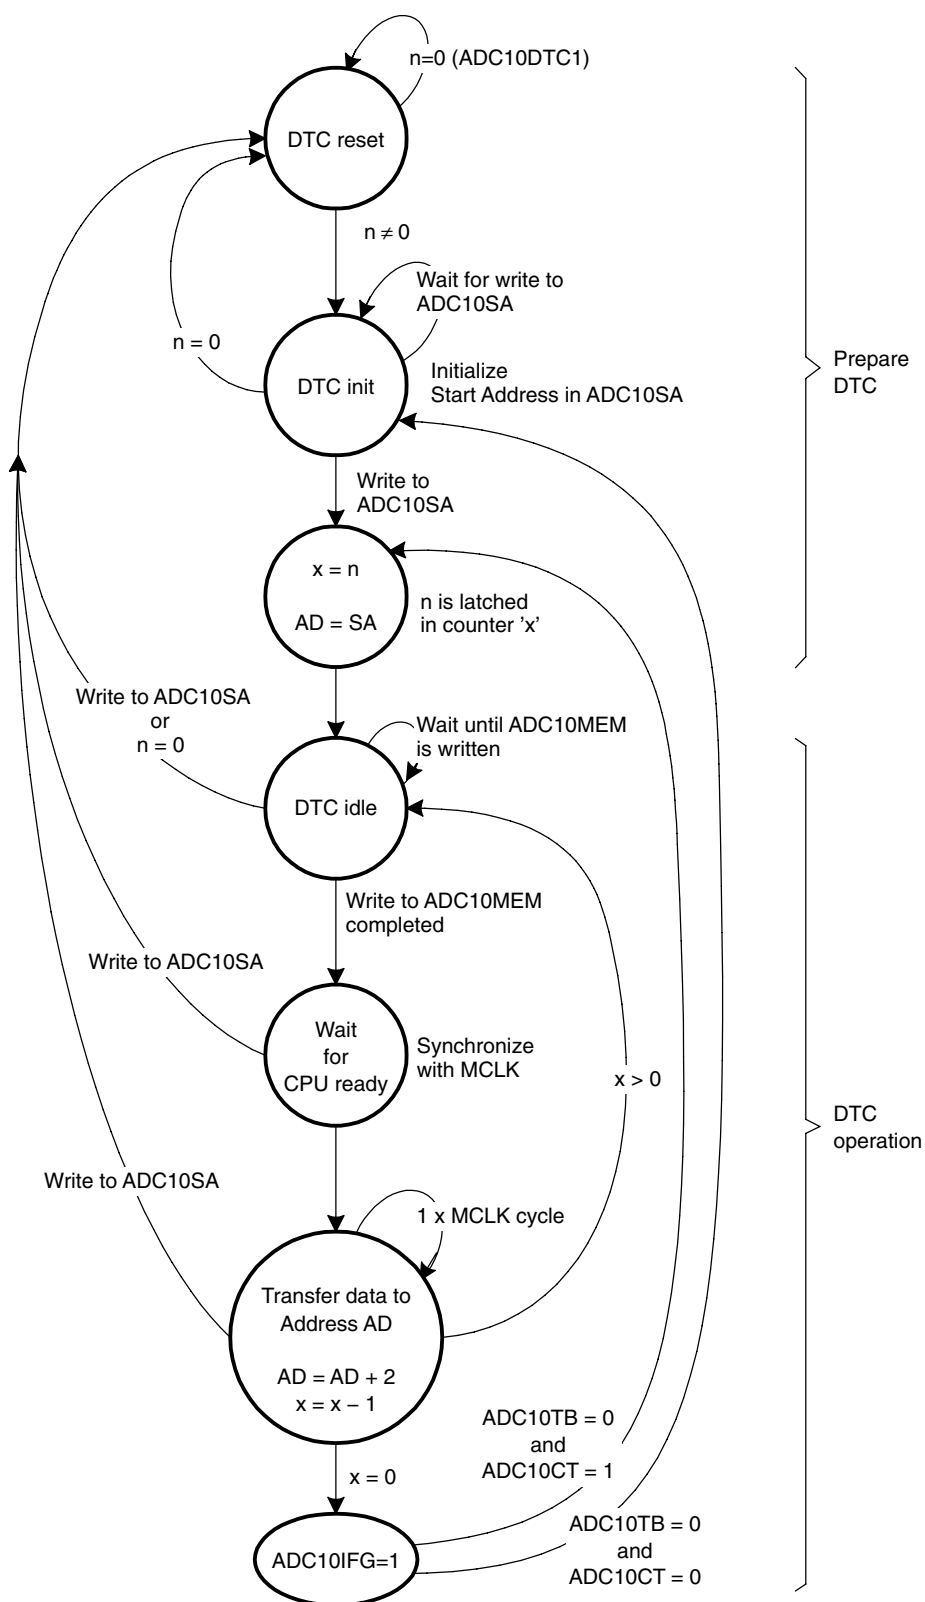 n=0 (ADC10DTC1)
DTC reset
n ≠ 0
Wait for write to
ADC10SA
n = 0
DTC init
Initialize
Start Address in ADC10SA
Prepare
DTC
Write to
ADC10SA
x = n
AD = SA
n is latched
in counter ’x’
Write to ADC10SA
or
n = 0
Wait until ADC10MEM
is written
DTC idle
Write to ADC10MEM
completed
Write to ADC10SA
Wait
for
CPU ready
Synchronize
with MCLK
x > 0
DTC
operation
Write to ADC10SA
1 x MCLK cycle
Transfer data to
Address AD
AD = AD + 2
x = x − 1
ADC10TB = 0
and
ADC10CT = 1
x = 0
ADC10IFG=1
ADC10TB = 0
and
ADC10CT = 0